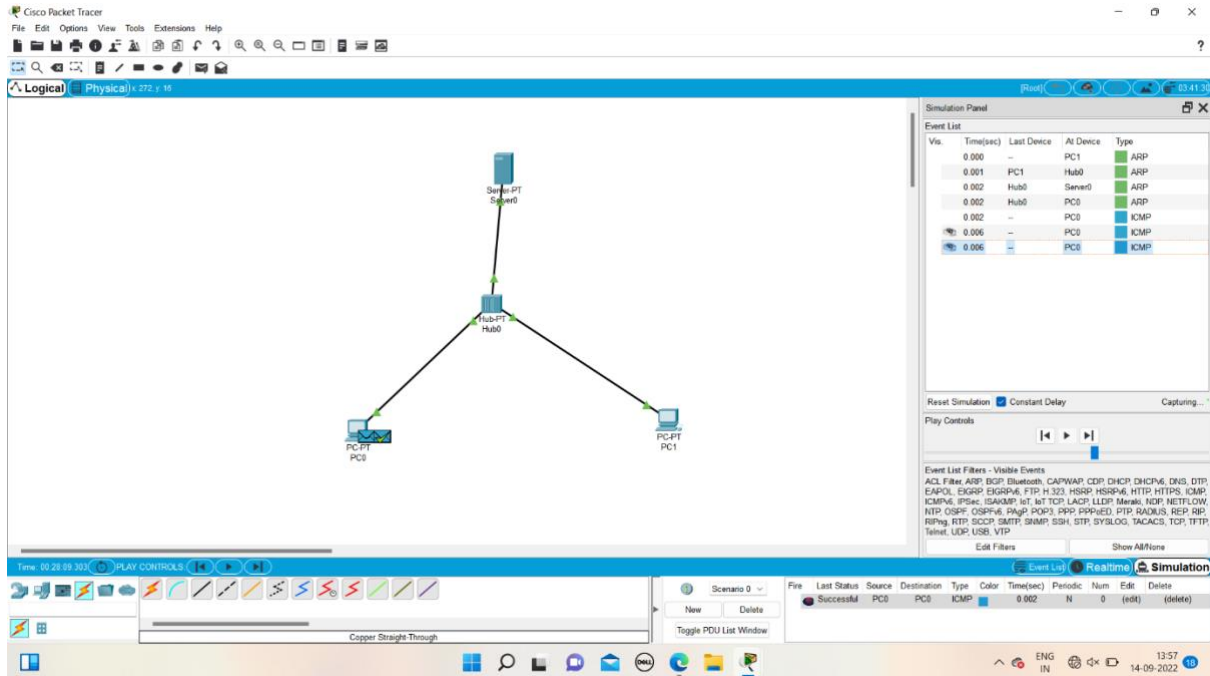 Cisco Packet Tracer
File Edit Options View Tools Extensions Help
?
Logical Physical x: 272, y: 16 [Root] 03:41:30
Simulation Panel
Event List
Vis. Time(sec) Last Device At Device Type
0.000 -- PC1 ARP
0.001 PC1 Hub0 ARP
0.002 Hub0 Server0 ARP
0.002 Hub0 PC0 ARP
0.002 -- PC0 ICMP
0.006 -- PC0 ICMP
0.006 -- PC0 ICMP
Server-PT
Server0
Hub-PT
Hub0
PC-PT
PC0
PC-PT
PC1
Reset Simulation Constant Delay Capturing...
Play Controls
Event List Filters - Visible Events
ACL Filter, ARP, BGP, Bluetooth, CAPWAP, CDP, DHCP, DHCPv6, DNS, DTP,
EAPOL, EIGRP, EIGRPv6, FTP, H.323, HSRP, HSRPv6, HTTP, HTTPS, ICMP,
ICMPv6, IPSec, ISAKMP, IoT, IoT TCP, LACP, LLDP, Meraki, NDP, NETFLOW,
NTP, OSPF, OSPFv6, PAgP, POP3, PPP, PPPoED, PTP, RADIUS, REP, RIP,
RIPng, RTP, SCCP, SMTP, SNMP, SSH, STP, SYSLOG, TACACS, TCP, TFTP,
Telnet, UDP, USB, VTP
Edit Filters Show All/None
Time: 00:28:09.303 PLAY CONTROLS: Event List Realtime Simulation
Scenario 0
New Delete
Toggle PDU List Window
Fire Last Status Source Destination Type Color Time(sec) Periodic Num Edit Delete
Successful PC0 PC0 ICMP 0.002 N 0 (edit) (delete)
Copper Straight-Through
DELL
ENG
IN
13:57
14-09-2022
18